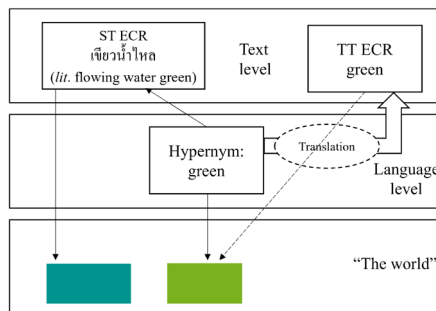 ST ECR
เขียวน้ำไหล
(lit. flowing water green)
Text
level
TT ECR
green
Hypernym:
green
Translation
Language
level
“The world”